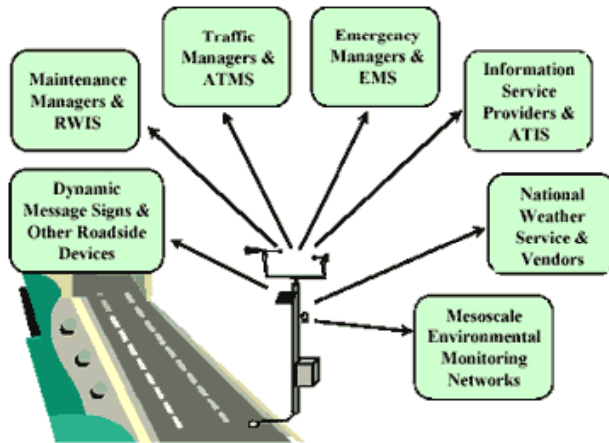 Traffic
Managers &
ATMS
Emergency
Managers &
EMS
Maintenance
Managers &
RWIS
Information
Service
Providers &
ATIS
Dynamic
Message Signs &
Other Roadside
Devices
National
Weather
Service &
Vendors
Mesoscale
Environmental
Monitoring
Networks